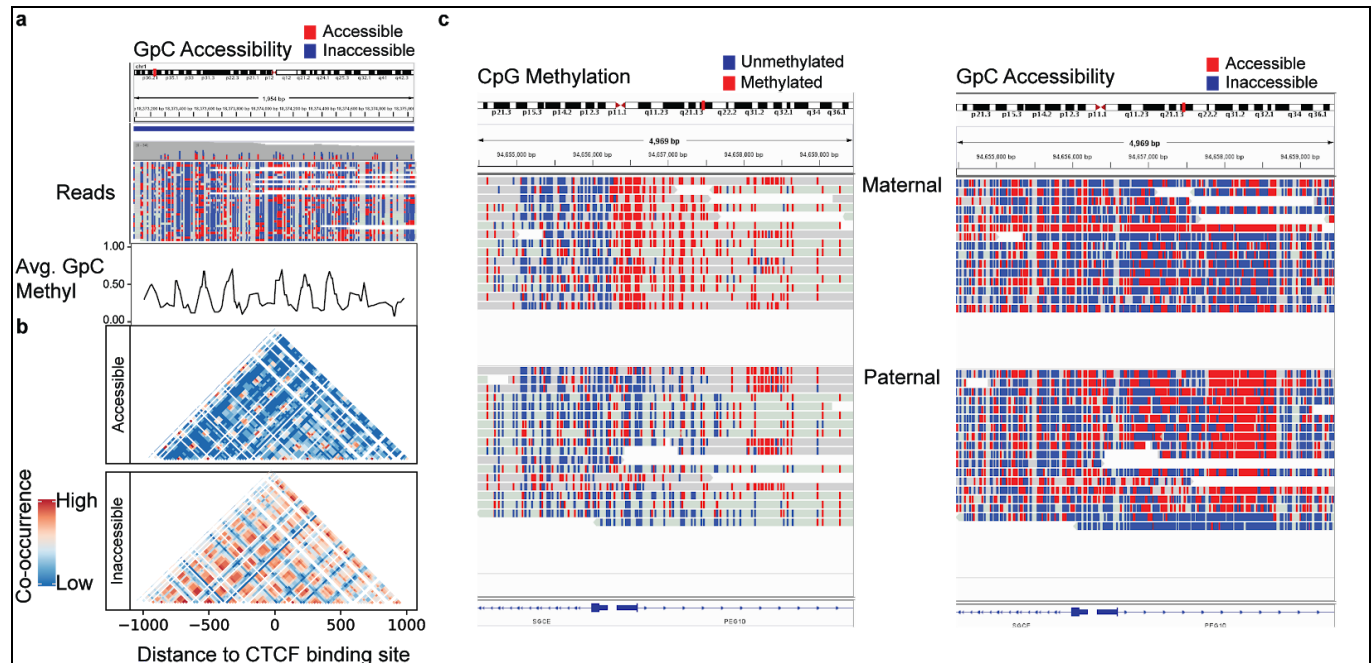 a
GpC Accessibility
Accessible
Inaccessible
chr1
1,954 bp
Reads
Avg. GpC
Methyl
1.00
0.50
0.00
b
Accessible
Inaccessible
Co-occurrence
High
Low
−1000 −500 0 500 1000
Distance to CTCF binding site
c
CpG Methylation
Unmethylated
Methylated
p21.3 p15.3 p14.2 p12.3 p11.1 q11.23 q21.13 q22.2 q31.2 q32.1 q34 q36.1
4,969 bp
94,655,000 bp 94,656,000 bp 94,657,000 bp 94,658,000 bp 94,659,000 bp
SGCE PEG10
Maternal
Paternal
GpC Accessibility
Accessible
Inaccessible
p21.3 p15.3 p14.2 p12.3 p11.1 q11.23 q22.2 q31.2 q32.1 q34 q36.1
4,969 bp
94,655,000 bp 94,656,000 bp 94,657,000 bp 94,658,000 bp 94,659,000 bp
SGCE PEG10